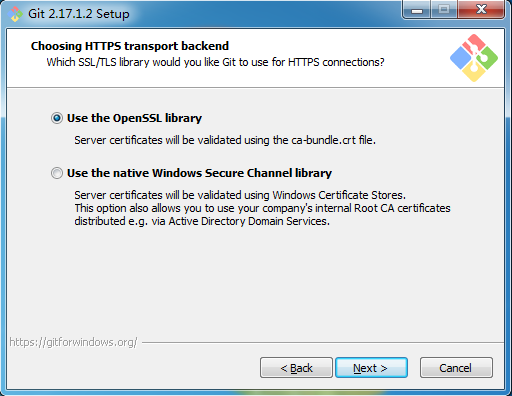 Git 2.17.1.2 Setup
Choosing HTTPS transport backend
Which SSL/TLS library would you like Git to use for HTTPS connections?
Use the OpenSSL library
Server certificates will be validated using the ca-bundle.crt file.
Use the native Windows Secure Channel library
Server certificates will be validated using Windows Certificate Stores.
This option also allows you to use your company's internal Root CA certificates
distributed e.g. via Active Directory Domain Services.
https://gitforwindows.org/
< Back
Next >
Cancel